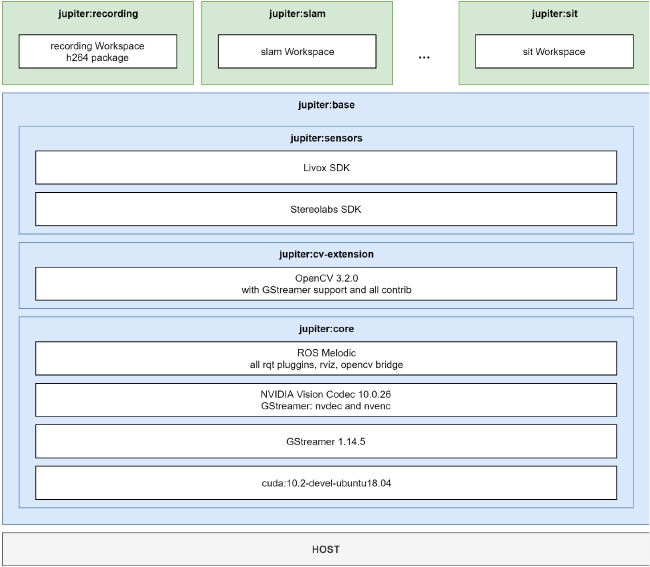 jupiter:recording
recording Workspace
h264 package
jupiter:slam
slam Workspace
...
jupiter:sit
sit Workspace
jupiter:base
jupiter:sensors
Livox SDK
Stereolabs SDK
jupiter:cv-extension
OpenCV 3.2.0
with GStreamer support and all contrib
jupiter:core
ROS Melodic
all rqt pluggins, rviz, opencv bridge
NVIDIA Vision Codec 10.0.26
GStreamer: nvdec and nvenc
GStreamer 1.14.5
cuda:10.2-devel-ubuntu18.04
HOST